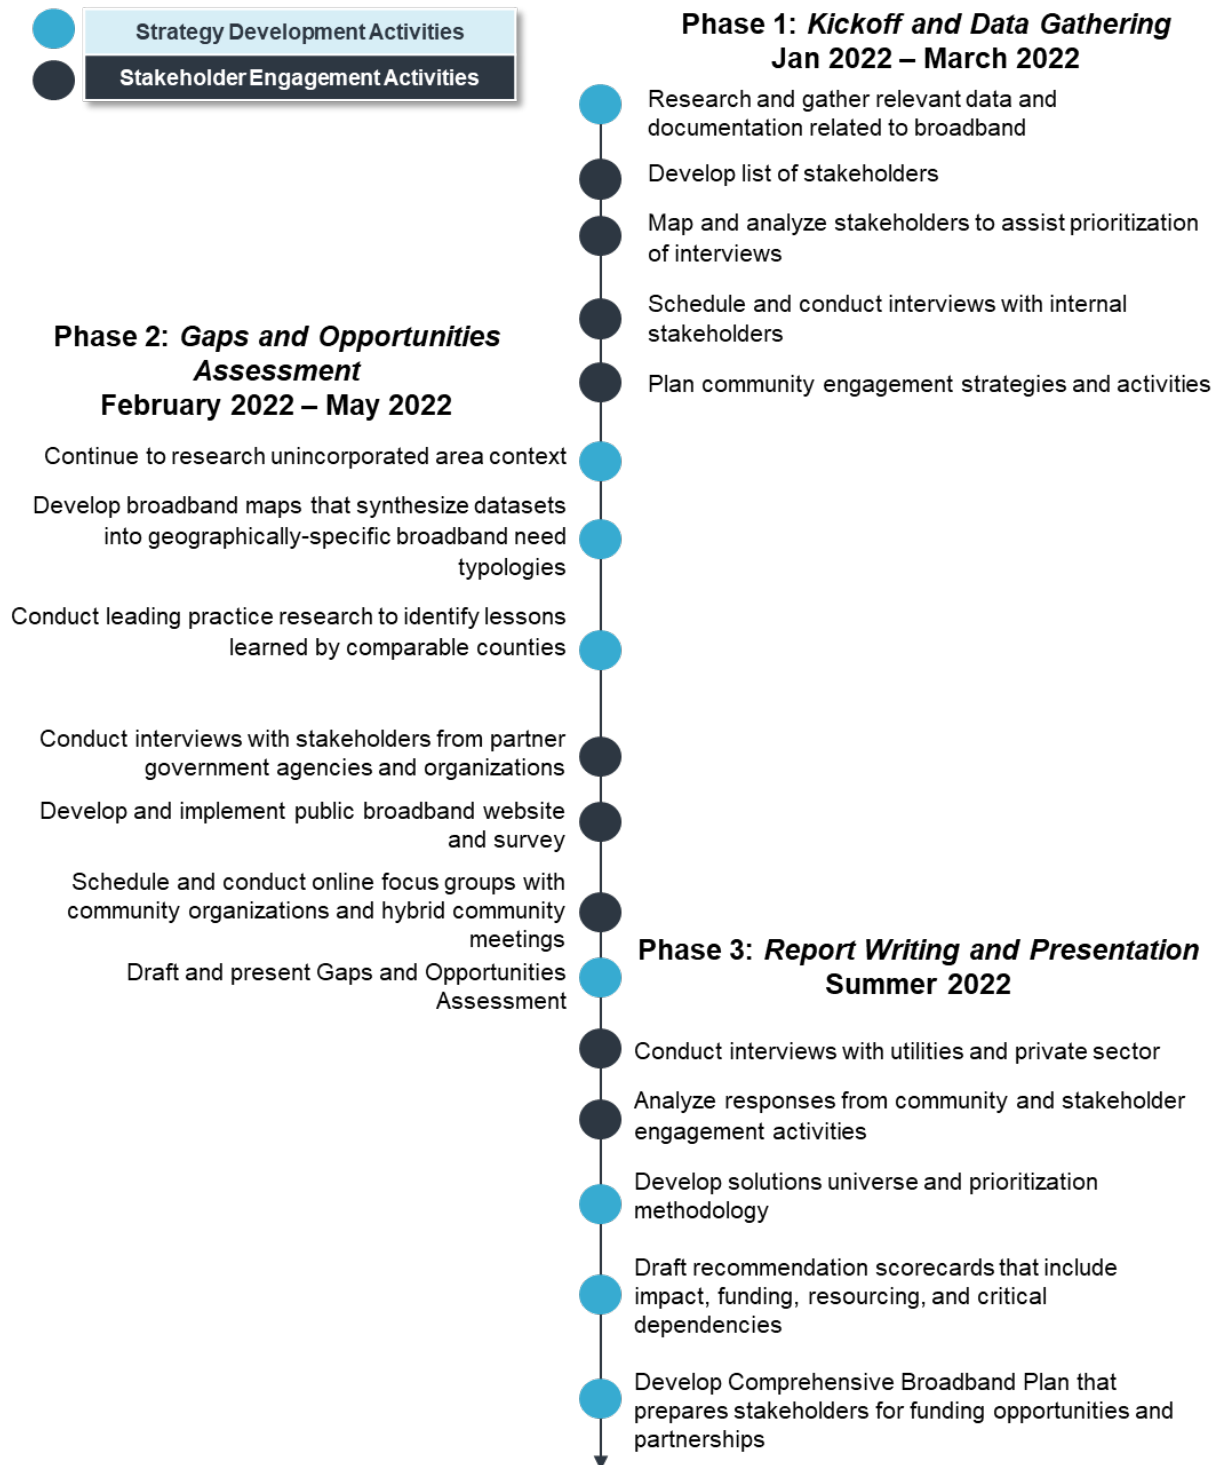 Strategy Development Activities
Stakeholder Engagement Activities
Phase 1: Kickoff and Data Gathering
Jan 2022 – March 2022
Research and gather relevant data and
documentation related to broadband
Develop list of stakeholders
Map and analyze stakeholders to assist prioritization
of interviews
Schedule and conduct interviews with internal
stakeholders
Plan community engagement strategies and activities
Phase 2: Gaps and Opportunities
Assessment
February 2022 – May 2022
Continue to research unincorporated area context
Develop broadband maps that synthesize datasets
into geographically-specific broadband need
typologies
Conduct leading practice research to identify lessons
learned by comparable counties
Conduct interviews with stakeholders from partner
government agencies and organizations
Develop and implement public broadband website
and survey
Schedule and conduct online focus groups with
community organizations and hybrid community
meetings
Draft and present Gaps and Opportunities
Assessment
Phase 3: Report Writing and Presentation
Summer 2022
Conduct interviews with utilities and private sector
Analyze responses from community and stakeholder
engagement activities
Develop solutions universe and prioritization
methodology
Draft recommendation scorecards that include
impact, funding, resourcing, and critical
dependencies
Develop Comprehensive Broadband Plan that
prepares stakeholders for funding opportunities and
partnerships